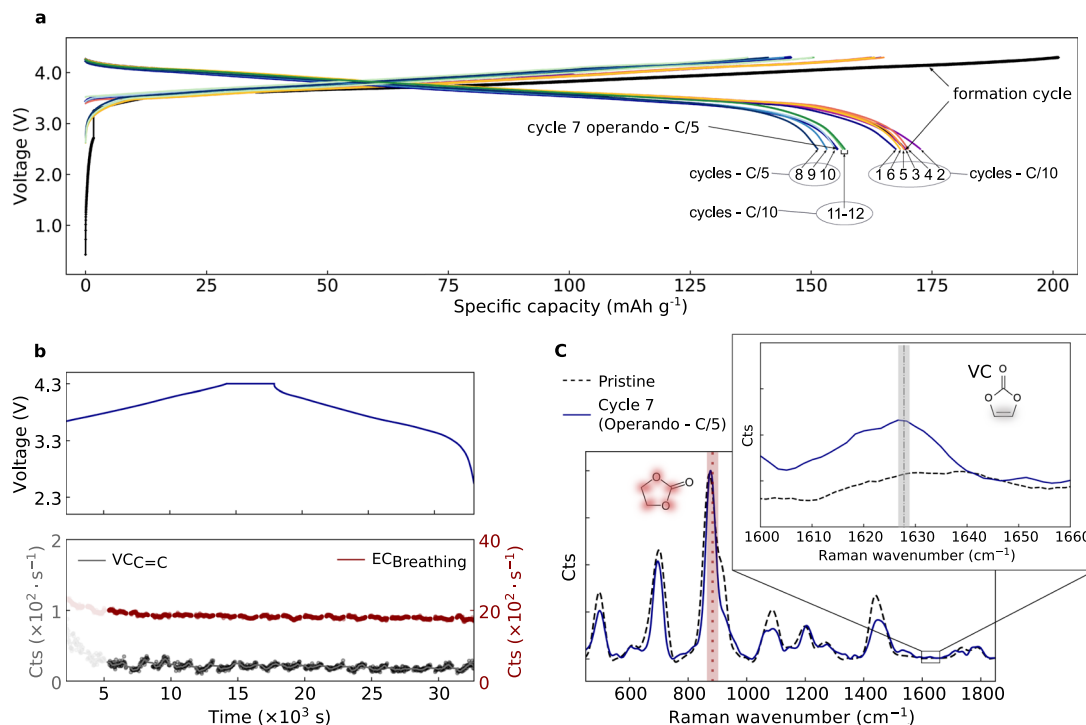 a
4.0
3.0
2.0
1.0
Voltage (V)
formation cycle
cycle 7 operando - C/5
cycles - C/5
8 9 10
1 6 5 3 4 2
cycles - C/10
cycles - C/10
11-12
0 25 50 75 100 125 150 175 200
Specific capacity (mAh g⁻¹)
b
4.3
3.3
2.3
Voltage (V)
2
1
0
Cts (×10² · s⁻¹)
VC_C=C
EC_Breathing
40
20
0
Cts (×10² · s⁻¹)
5 10 15 20 25 30
Time (×10³ s)
C
Pristine
Cycle 7
(Operando - C/5)
Cts
O
O
O
600 800 1000 1200 1400 1600 1800
Raman wavenumber (cm⁻¹)
VC
O
O
O
Cts
1600 1610 1620 1630 1640 1650 1660
Raman wavenumber (cm⁻¹)